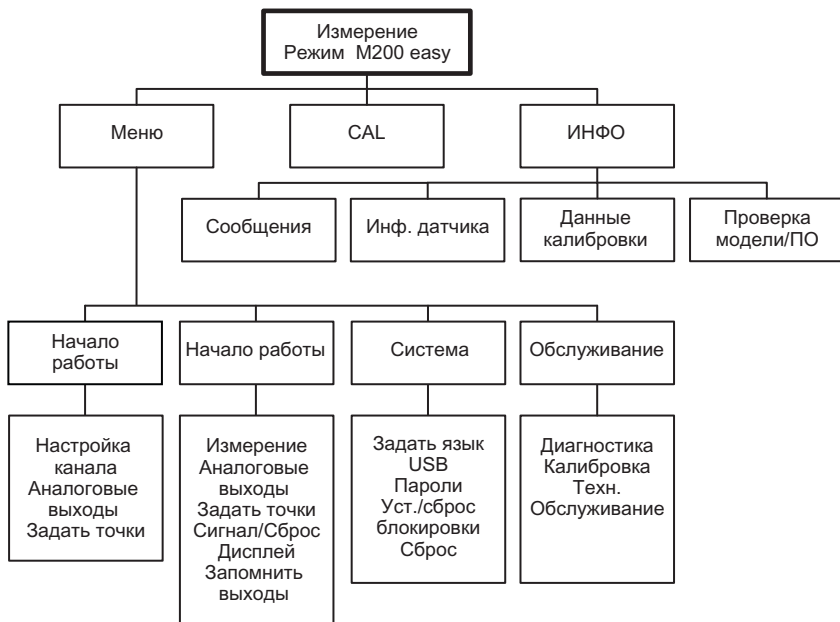 Измерение
Режим M200 easy
Меню
CAL
ИНФО
Сообщения
Инф. датчика
Данные
калибровки
Проверка
модели/ПО
Начало
работы
Начало работы
Система
Обслуживание
Настройка
канала
Аналоговые
выходы
Задать точки
Измерение
Аналоговые
выходы
Задать точки
Сигнал/Сброс
Дисплей
Запомнить
выходы
Задать язык
USB
Пароли
Уст./сброс
блокировки
Сброс
Диагностика
Калибровка
Техн.
Обслуживание